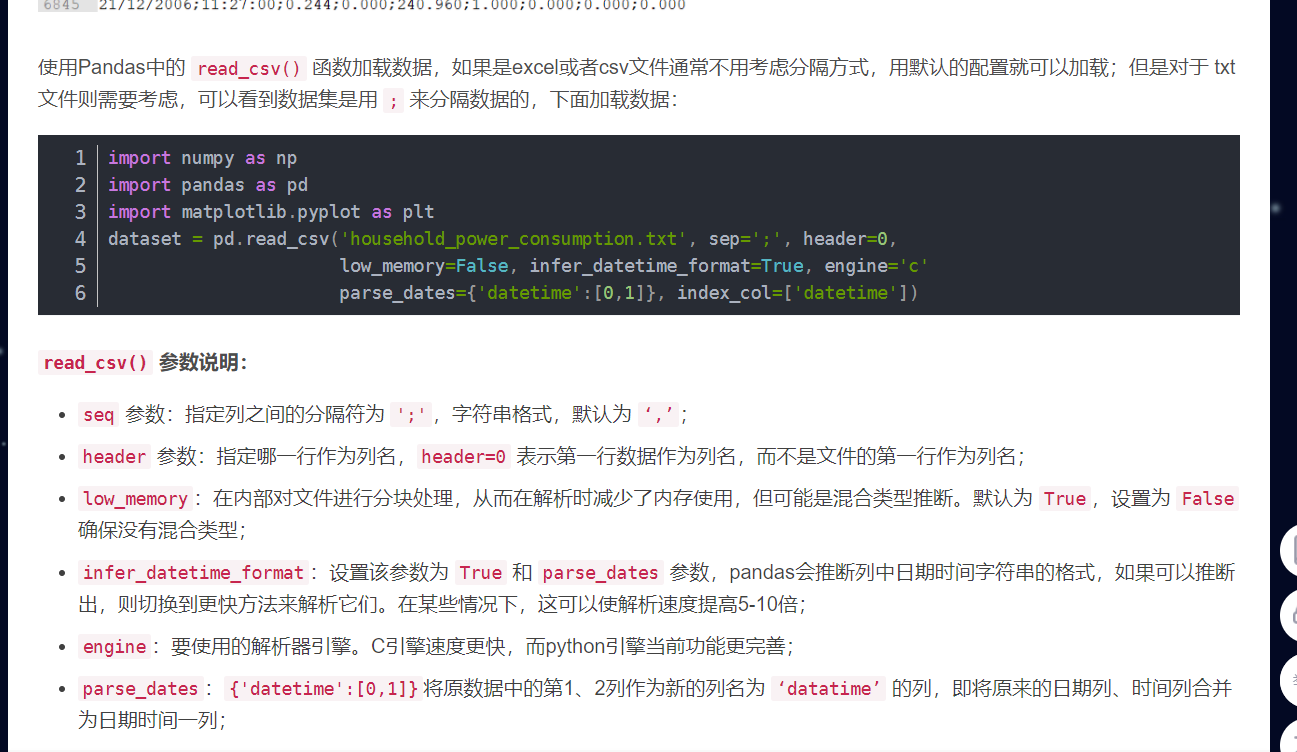 6845 21/12/2006;11:27:00;0.244;0.000;240.960;1.000;0.000;0.000;0.000
使用Pandas中的 read_csv() 函数加载数据，如果是excel或者csv文件通常不用考虑分隔方式，用默认的配置就可以加载；但是对于 txt
文件则需要考虑，可以看到数据集是用 ; 来分隔数据的，下面加载数据：
1 import numpy as np
2 import pandas as pd
3 import matplotlib.pyplot as plt
4 dataset = pd.read_csv('household_power_consumption.txt', sep=';', header=0,
5 low_memory=False, infer_datetime_format=True, engine='c'
6 parse_dates={'datetime':[0,1]}, index_col=['datetime'])
read_csv() 参数说明：
• seq 参数：指定列之间的分隔符为 ';'，字符串格式，默认为 ‘,’；
• header 参数：指定哪一行作为列名，header=0 表示第一行数据作为列名，而不是文件的第一行作为列名；
• low_memory：在内部对文件进行分块处理，从而在解析时减少了内存使用，但可能是混合类型推断。默认为 True，设置为 False
确保没有混合类型；
• infer_datetime_format：设置该参数为 True 和 parse_dates 参数，pandas会推断列中日期时间字符串的格式，如果可以推断
出，则切换到更快方法来解析它们。在某些情况下，这可以使解析速度提高5-10倍；
• engine：要使用的解析器引擎。C引擎速度更快，而python引擎当前功能更完善；
• parse_dates：{'datetime':[0,1]} 将原数据中的第1、2列作为新的列名为 ‘datatime’ 的列，即将原来的日期列、时间列合并
为日期时间一列；